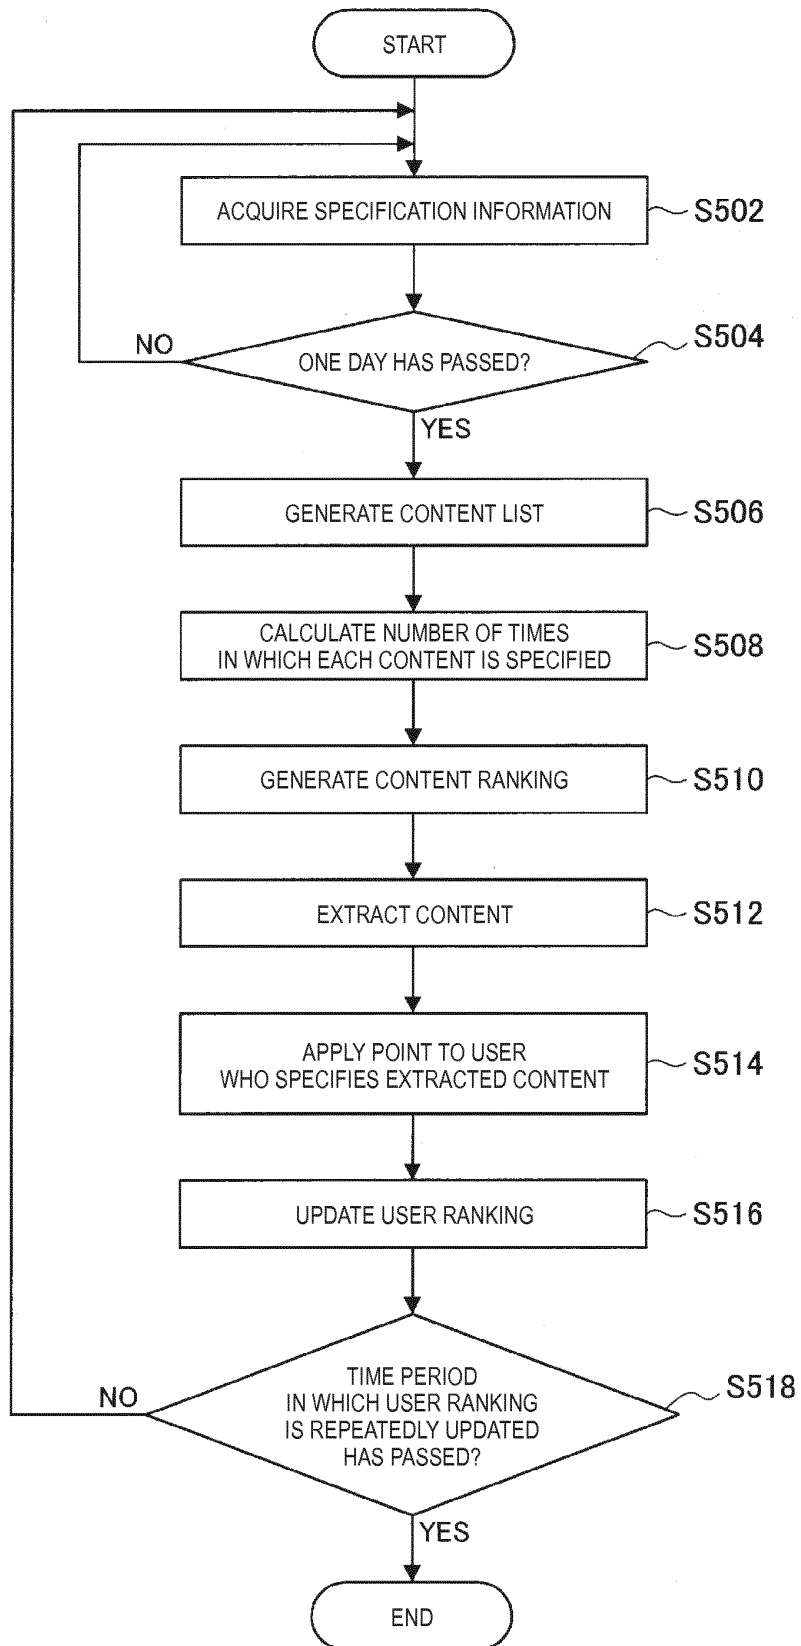 START
ACQUIRE SPECIFICATION INFORMATION
S502
ONE DAY HAS PASSED?
S504
NO
YES
GENERATE CONTENT LIST
S506
CALCULATE NUMBER OF TIMES
IN WHICH EACH CONTENT IS SPECIFIED
S508
GENERATE CONTENT RANKING
S510
EXTRACT CONTENT
S512
APPLY POINT TO USER
WHO SPECIFIES EXTRACTED CONTENT
S514
UPDATE USER RANKING
S516
TIME PERIOD
IN WHICH USER RANKING
IS REPEATEDLY UPDATED
HAS PASSED?
S518
NO
YES
END